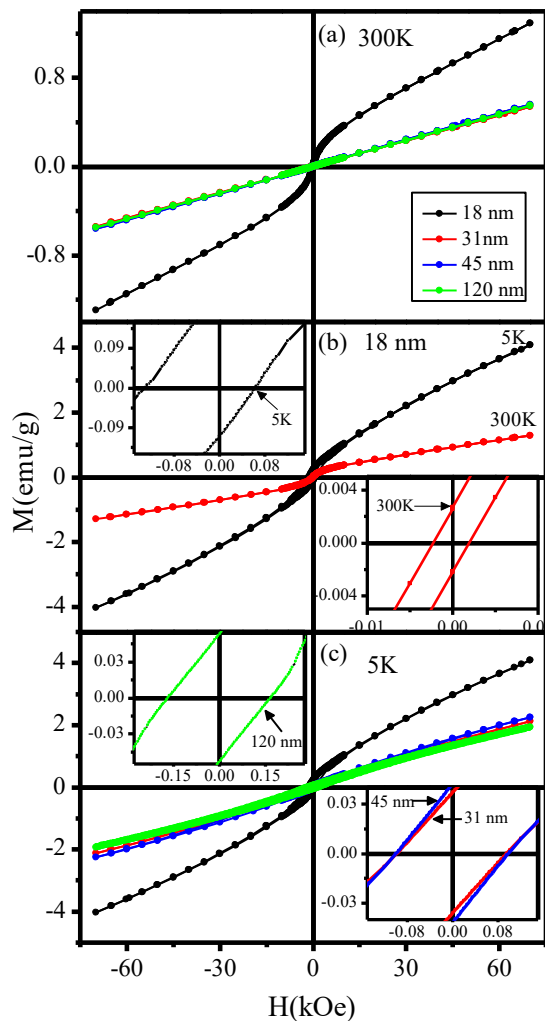 (a) 300K
0.8
0.0
-0.8
18 nm
31nm
45 nm
120 nm
M(emu/g)
(b) 18 nm
5K
300K
4
2
0
-2
-4
0.09
0.00
-0.09
5K
-0.08 0.00 0.08
0.004
0.000
-0.004
300K
-0.01 0.00 0.0
(c) 5K
4
2
0
-2
-4
0.03
0.00
-0.03
120 nm
-0.15 0.00 0.15
0.03
0.00
-0.03
45 nm
31 nm
-0.08 0.00 0.08
-60 -30 0 30 60
H(kOe)